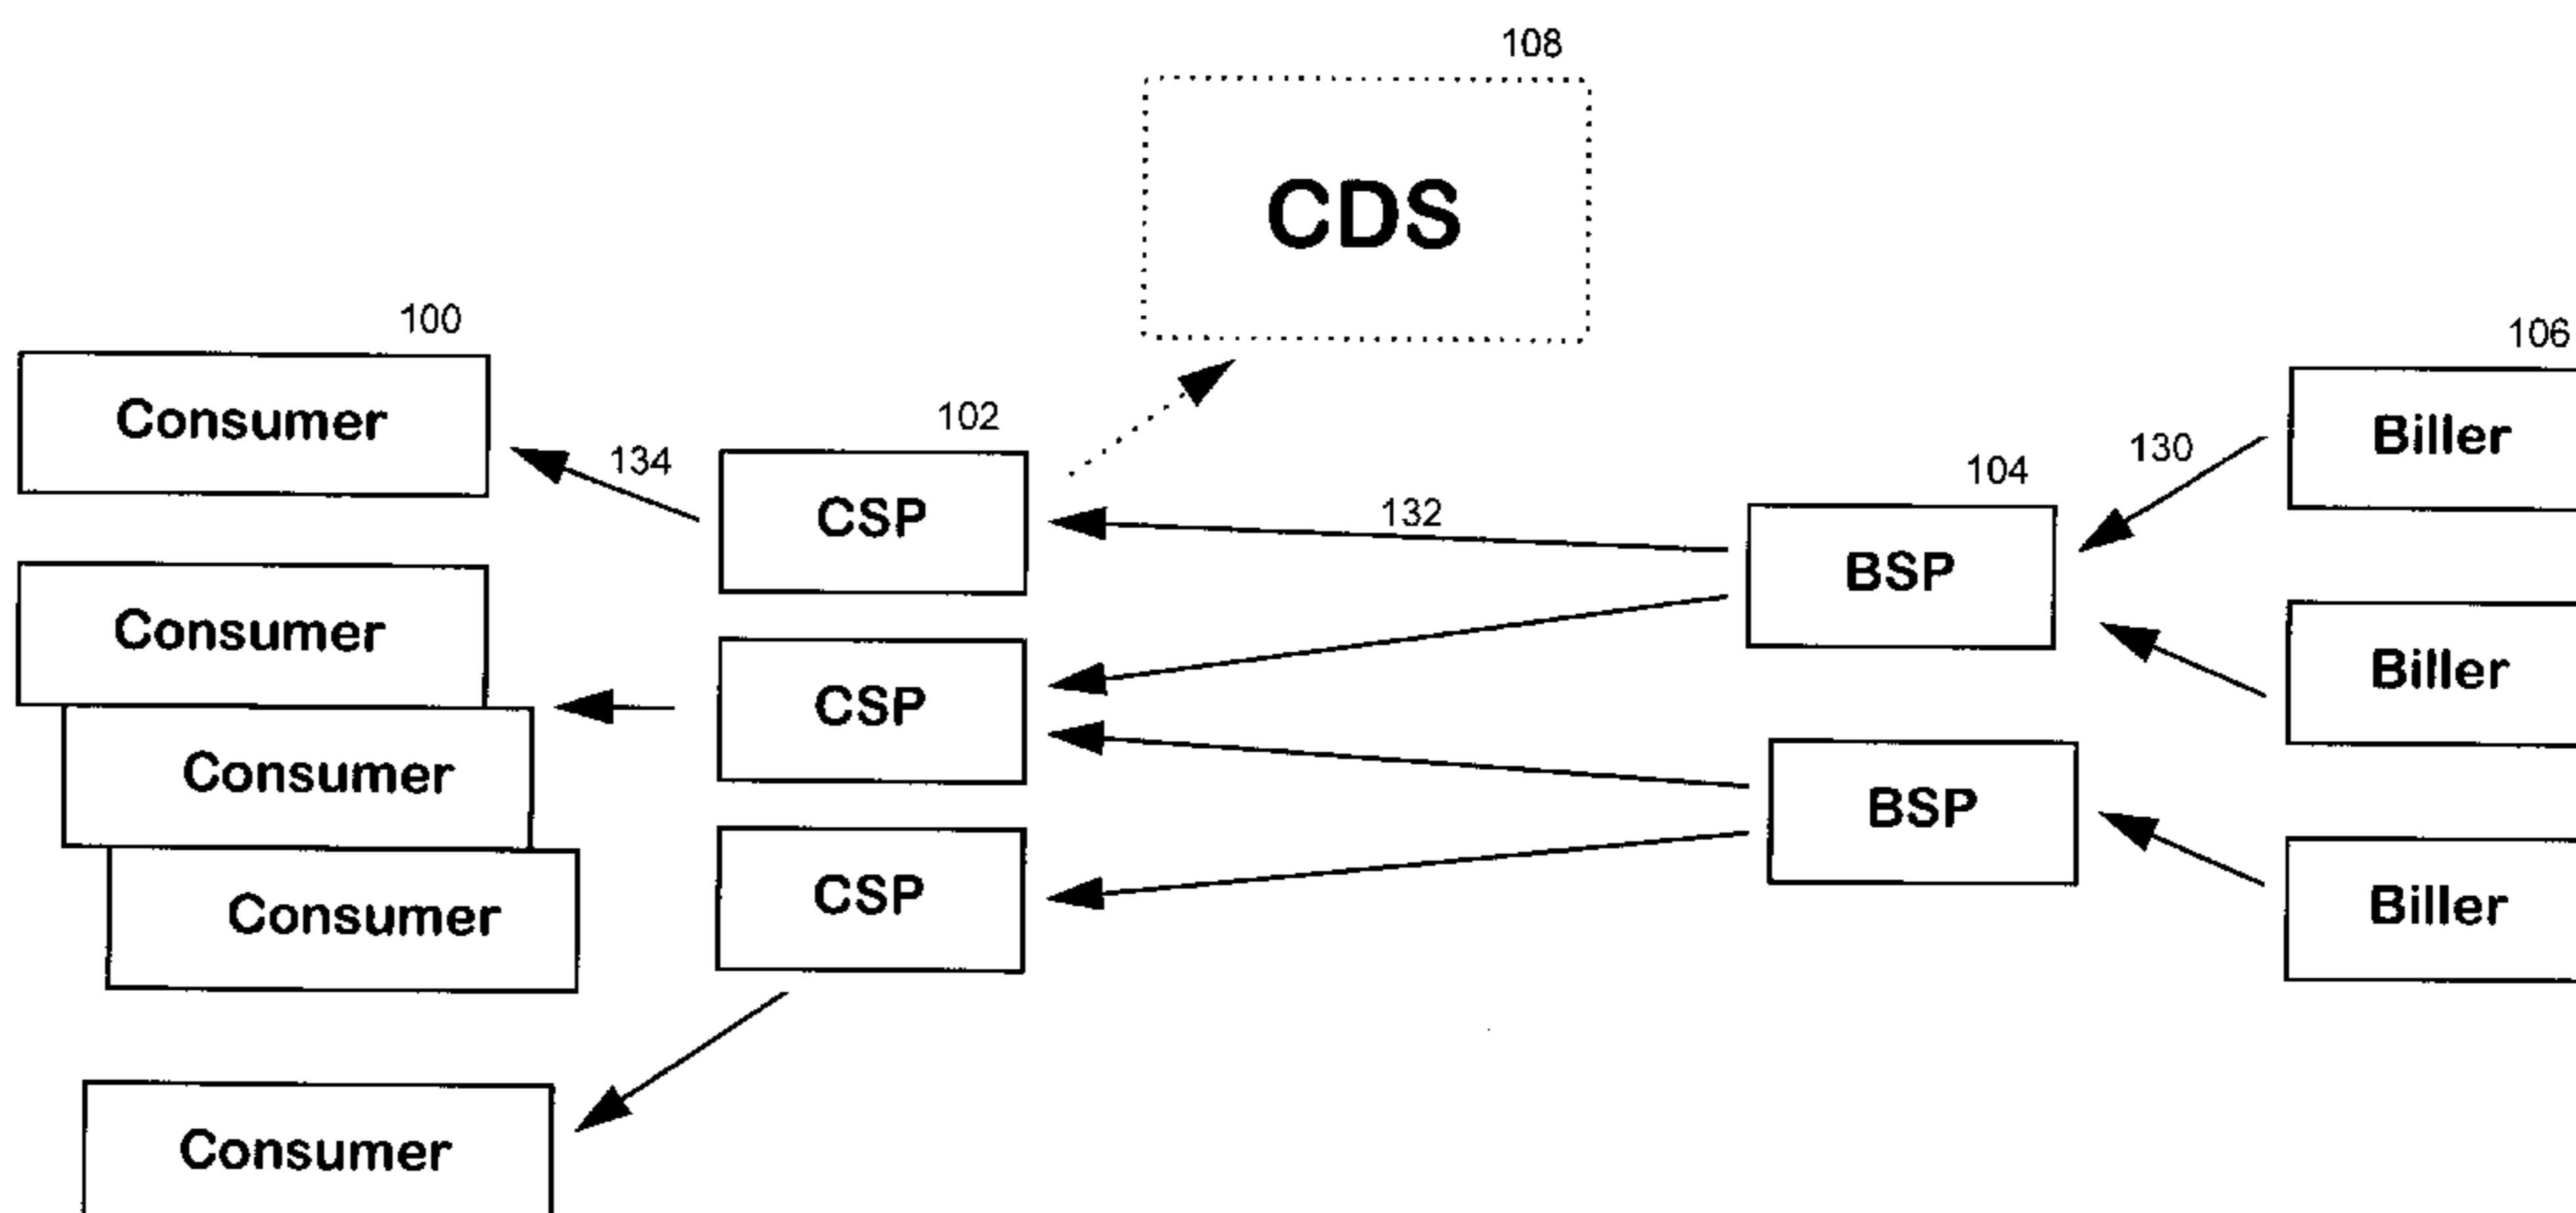 108
CDS
100
106
Consumer
Biller
102
130
134
CSP
104
132
BSP
Consumer
Biller
CSP
Consumer
BSP
CSP
Biller
Consumer
Consumer